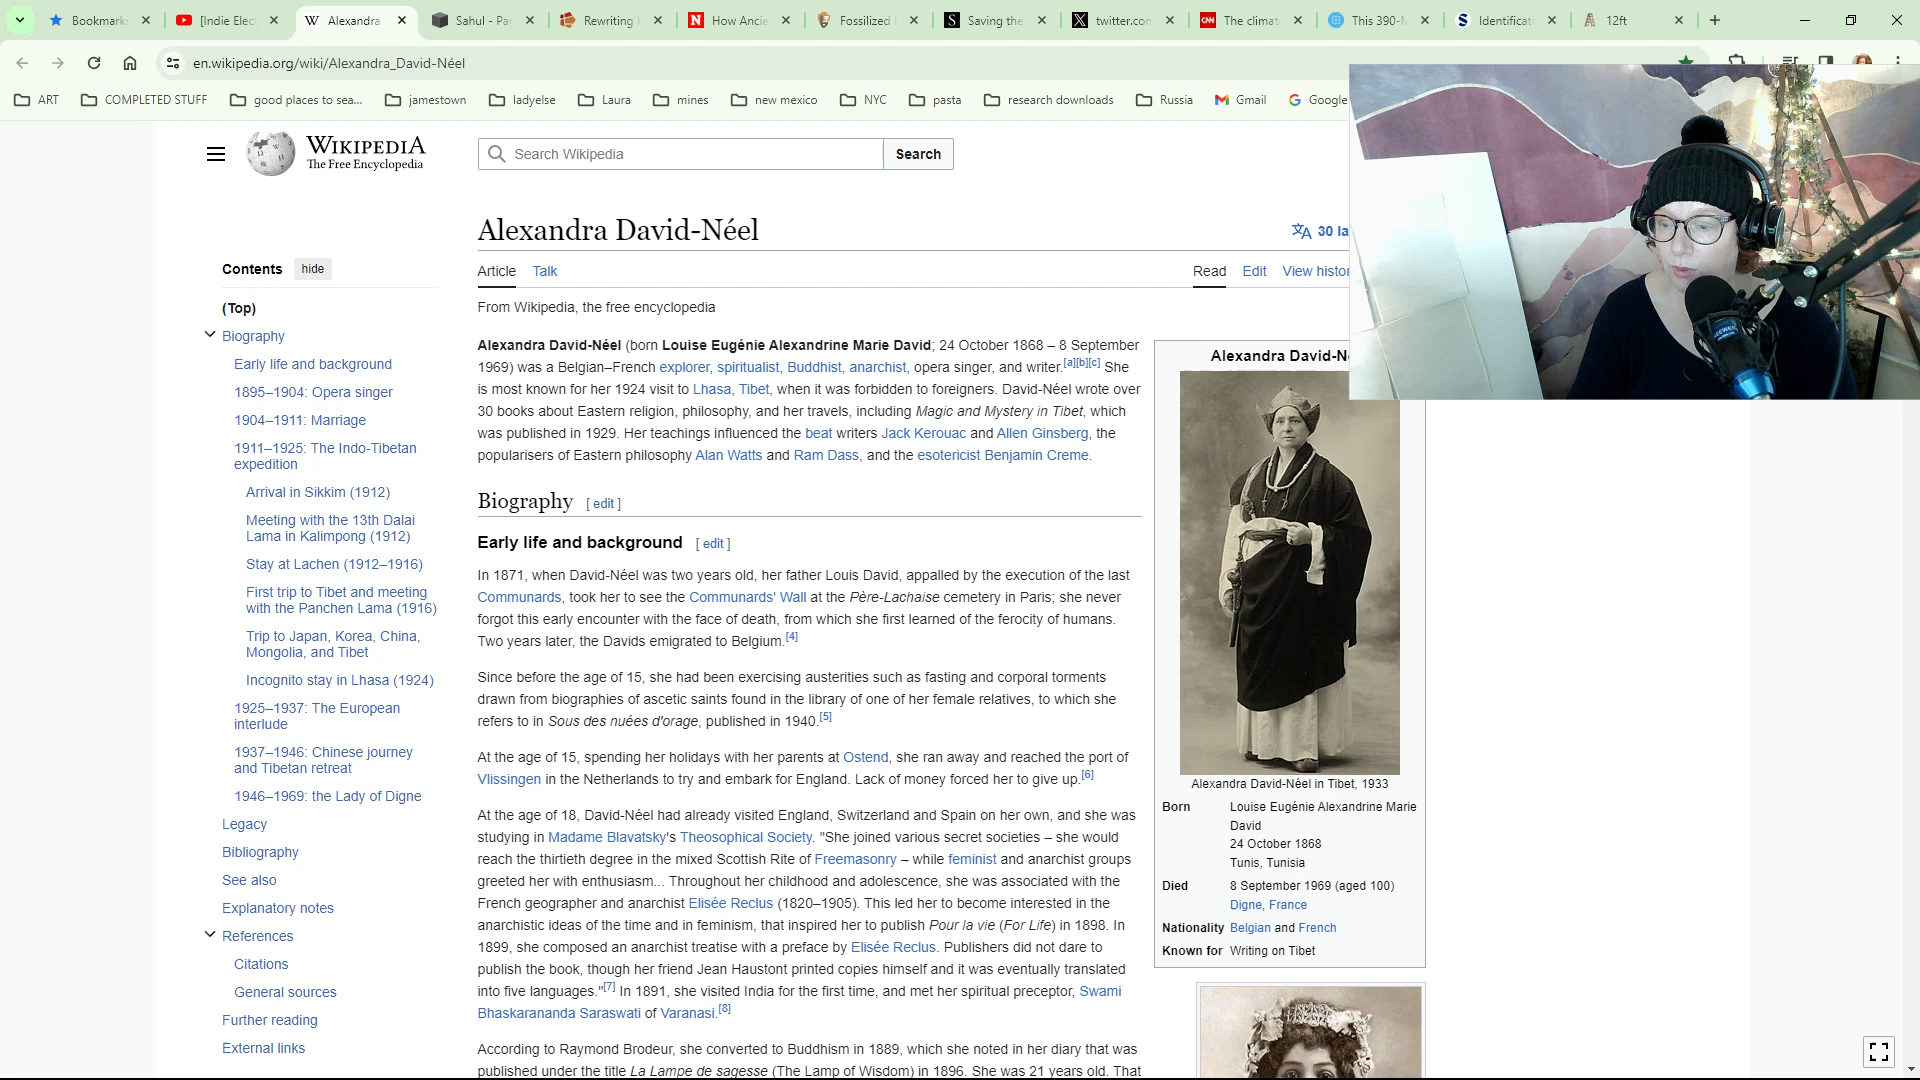 Bookmark
[Indie Elec
Alexandra
Sahul - Pa
Rewriting
How Ancie
Fossilized
Saving the
twitter.con
The climat
This 390-
Identificati
12ft
en.wikipedia.org/wiki/Alexandra_David-Néel
ART
COMPLETED STUFF
good places to sea...
jamestown
ladyelse
Laura
mines
new mexico
NYC
pasta
research downloads
Russia
Gmail
Google
WIKIPEDIA
The Free Encyclopedia
Search Wikipedia
Search
Alexandra David-Néel
30 la
Article
Talk
Read
Edit
View histor
From Wikipedia, the free encyclopedia
Contents
hide
(Top)
Biography
Early life and background
1895–1904: Opera singer
1904–1911: Marriage
1911–1925: The Indo-Tibetan
expedition
Arrival in Sikkim (1912)
Meeting with the 13th Dalai
Lama in Kalimpong (1912)
Stay at Lachen (1912–1916)
First trip to Tibet and meeting
with the Panchen Lama (1916)
Trip to Japan, Korea, China,
Mongolia, and Tibet
Incognito stay in Lhasa (1924)
1925–1937: The European
interlude
1937–1946: Chinese journey
and Tibetan retreat
1946–1969: the Lady of Digne
Legacy
Bibliography
See also
Explanatory notes
References
Citations
General sources
Further reading
External links
Alexandra David-Néel (born Louise Eugénie Alexandrine Marie David; 24 October 1868 – 8 September
1969) was a Belgian–French explorer, spiritualist, Buddhist, anarchist, opera singer, and writer.[a][b][c] She
is most known for her 1924 visit to Lhasa, Tibet, when it was forbidden to foreigners. David-Néel wrote over
30 books about Eastern religion, philosophy, and her travels, including Magic and Mystery in Tibet, which
was published in 1929. Her teachings influenced the beat writers Jack Kerouac and Allen Ginsberg, the
popularisers of Eastern philosophy Alan Watts and Ram Dass, and the esotericist Benjamin Creme.
Biography [ edit ]
Early life and background [ edit ]
In 1871, when David-Néel was two years old, her father Louis David, appalled by the execution of the last
Communards, took her to see the Communards' Wall at the Père-Lachaise cemetery in Paris; she never
forgot this early encounter with the face of death, from which she first learned of the ferocity of humans.
Two years later, the Davids emigrated to Belgium.[4]
Since before the age of 15, she had been exercising austerities such as fasting and corporal torments
drawn from biographies of ascetic saints found in the library of one of her female relatives, to which she
refers to in Sous des nuées d'orage, published in 1940.[5]
At the age of 15, spending her holidays with her parents at Ostend, she ran away and reached the port of
Vlissingen in the Netherlands to try and embark for England. Lack of money forced her to give up.[6]
At the age of 18, David-Néel had already visited England, Switzerland and Spain on her own, and she was
studying in Madame Blavatsky's Theosophical Society. "She joined various secret societies – she would
reach the thirtieth degree in the mixed Scottish Rite of Freemasonry – while feminist and anarchist groups
greeted her with enthusiasm... Throughout her childhood and adolescence, she was associated with the
French geographer and anarchist Elisée Reclus (1820–1905). This led her to become interested in the
anarchistic ideas of the time and in feminism, that inspired her to publish Pour la vie (For Life) in 1898. In
1899, she composed an anarchist treatise with a preface by Elisée Reclus. Publishers did not dare to
publish the book, though her friend Jean Haustont printed copies himself and it was eventually translated
into five languages."[7] In 1891, she visited India for the first time, and met her spiritual preceptor, Swami
Bhaskarananda Saraswati of Varanasi.[8]
According to Raymond Brodeur, she converted to Buddhism in 1889, which she noted in her diary that was
published under the title La Lampe de sagesse (The Lamp of Wisdom) in 1896. She was 21 years old. That
Alexandra David-N
Alexandra David-Néel in Tibet, 1933
Born Louise Eugénie Alexandrine Marie
David
24 October 1868
Tunis, Tunisia
Died 8 September 1969 (aged 100)
Digne, France
Nationality Belgian and French
Known for Writing on Tibet